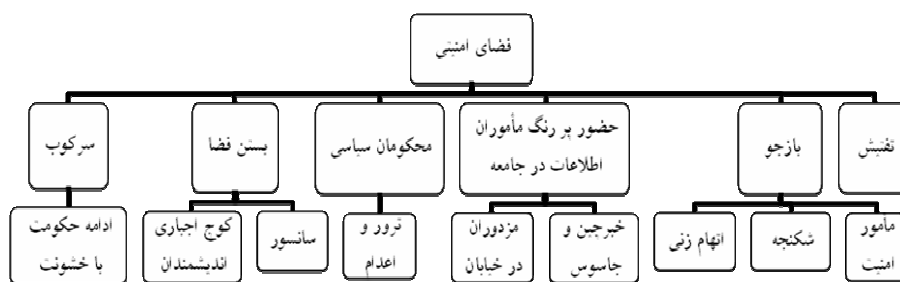 فضای امنیتی
تفتیش
بازجو
حضور پر رنگ مأموران
اطلاعات در جامعه
محکومان سیاسی
بستن فضا
سرکوب
مأمور
امنیت
شکنجه
اتهام زنی
خبرچین و
جاسوس
مزدوران
در خیابان
ترور و
اعدام
سانسور
کوچ اجباری
اندیشمندان
ادامه حکومت
با خشونت